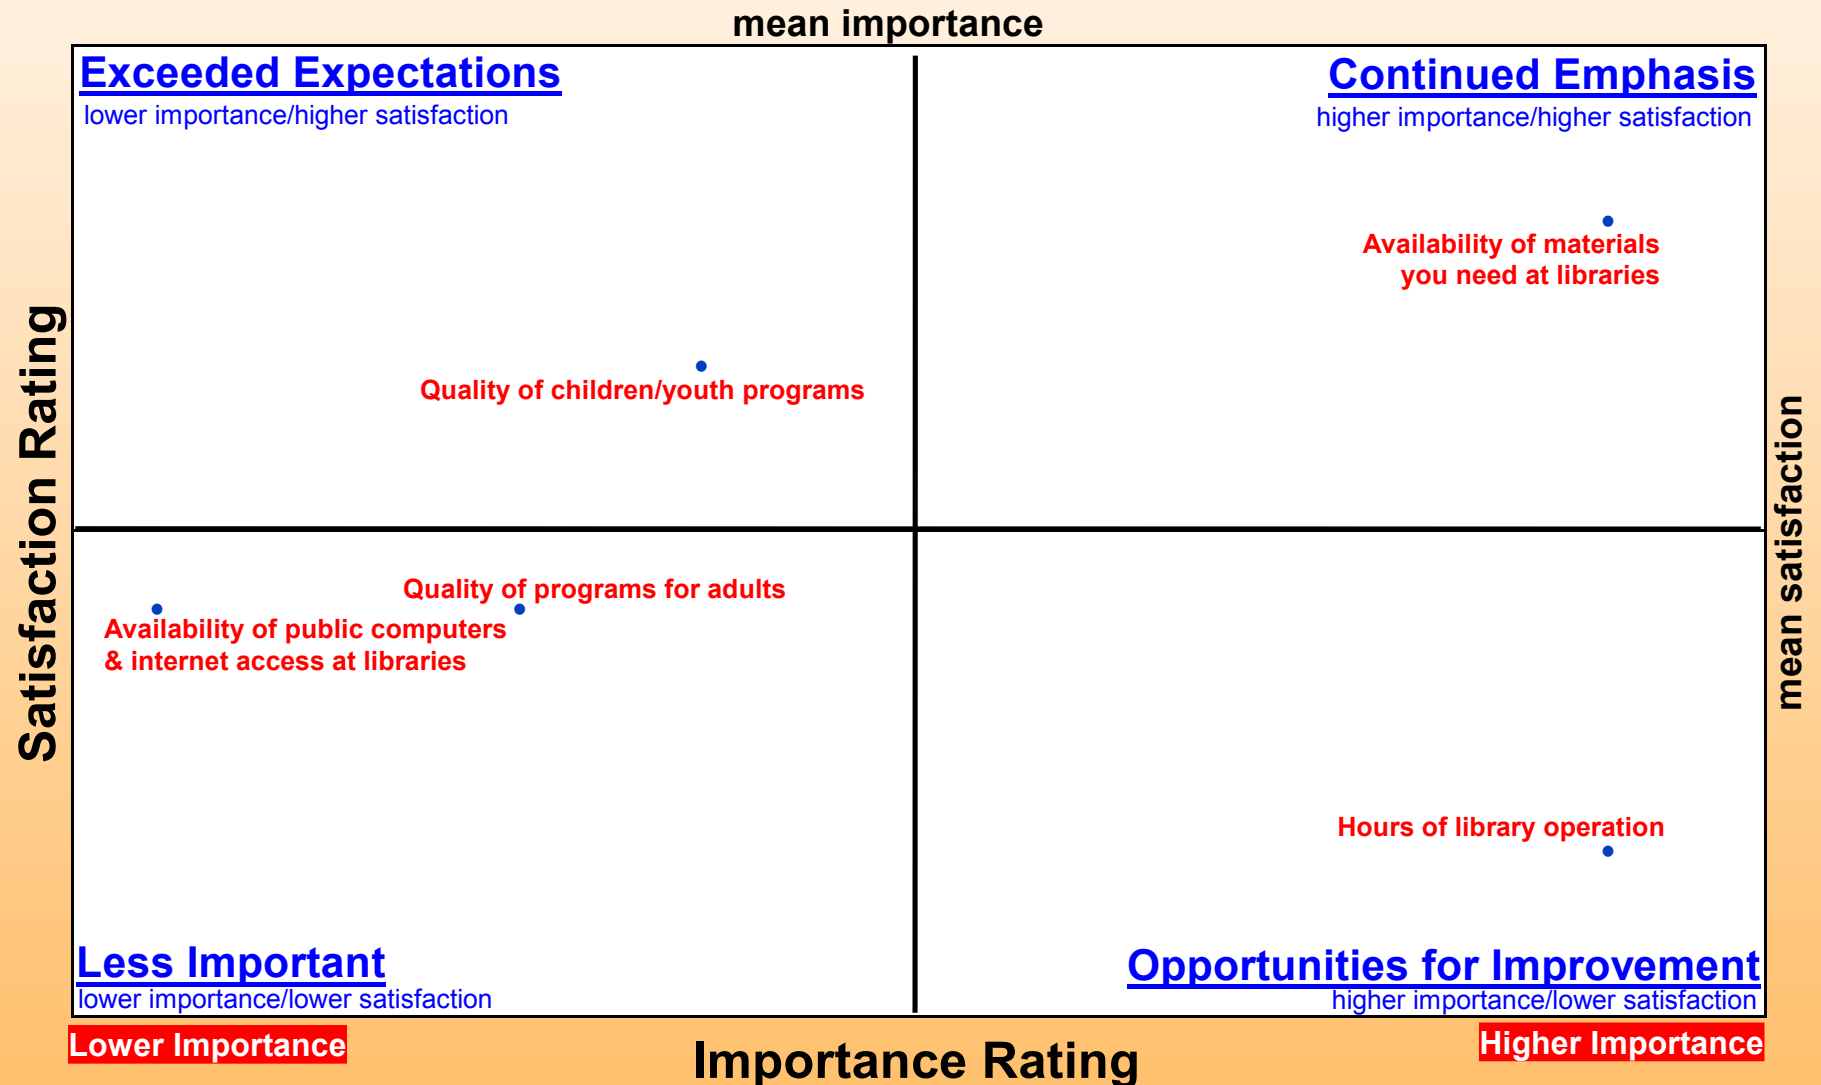 mean importance
Exceeded Expectations
lower importance/higher satisfaction
Continued Emphasis
higher importance/higher satisfaction
Availability of materials
you need at libraries
Quality of children/youth programs
Satisfaction Rating
mean satisfaction
Quality of programs for adults
Availability of public computers
& internet access at libraries
Hours of library operation
Less Important
lower importance/lower satisfaction
Opportunities for Improvement
higher importance/lower satisfaction
Lower Importance
Importance Rating
Higher Importance